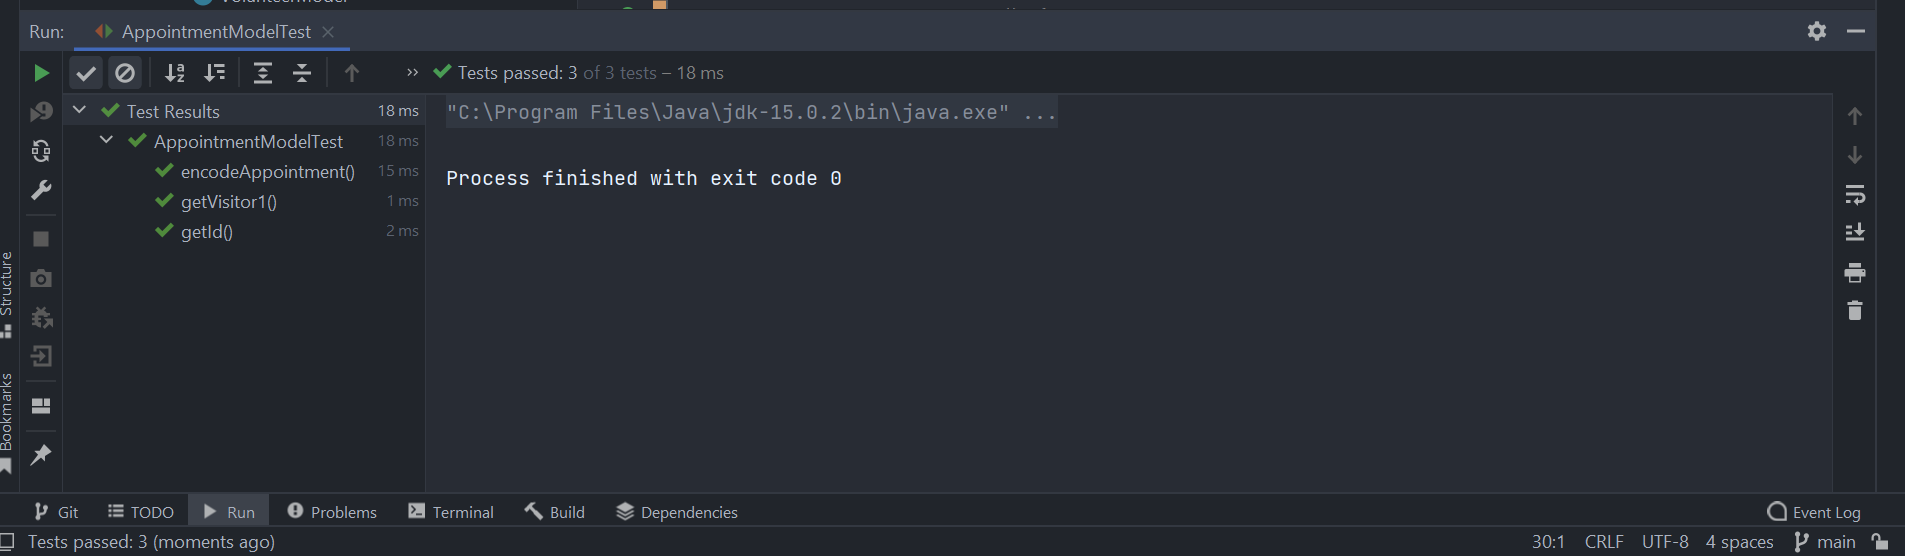 VolunteerModel
Run: AppointmentModelTest
Tests passed: 3 of 3 tests – 18 ms
Test Results 18 ms
"C:\Program Files\Java\jdk-15.0.2\bin\java.exe" ...
AppointmentModelTest 18 ms
encodeAppointment() 15 ms
Process finished with exit code 0
getVisitor1() 1 ms
getId() 2 ms
Structure
Bookmarks
Git TODO Run Problems Terminal Build Dependencies Event Log
Tests passed: 3 (moments ago) 30:1 CRLF UTF-8 4 spaces main